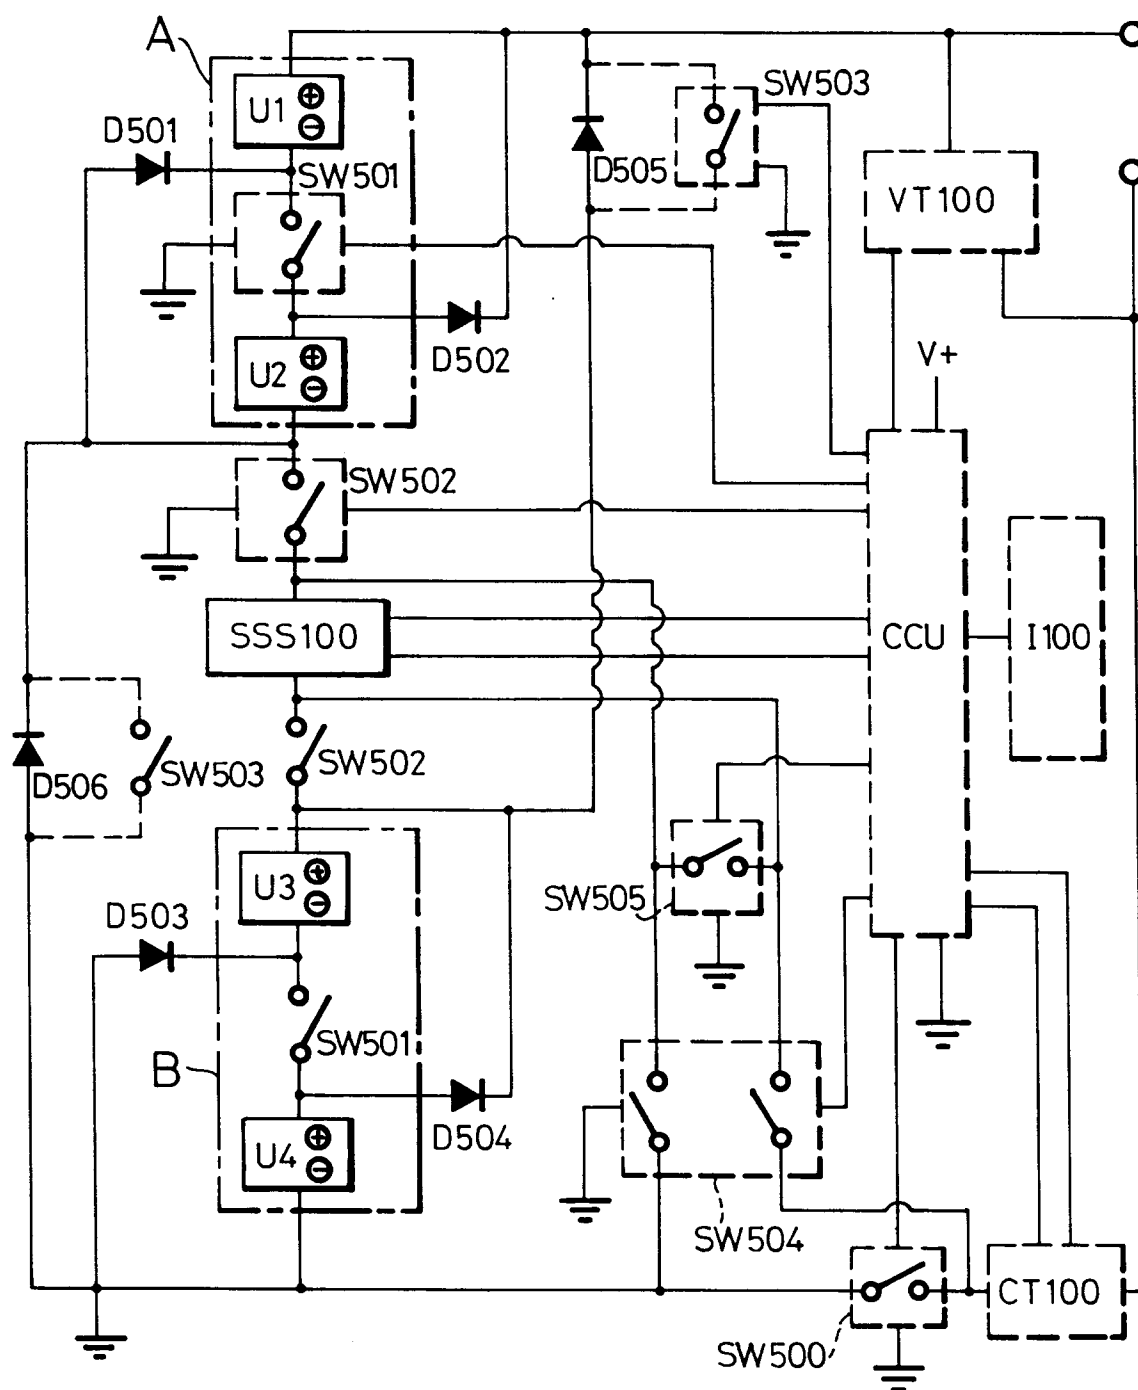 A
U1
⊕
⊖
SW503
D501
SW501
D505
VT100
D502
V+
U2
⊕
⊖
SW502
SSS100
CCU
I100
D506
SW503
SW502
U3
⊕
⊖
SW505
D503
SW501
B
D504
U4
⊕
⊖
SW504
CT100
SW500